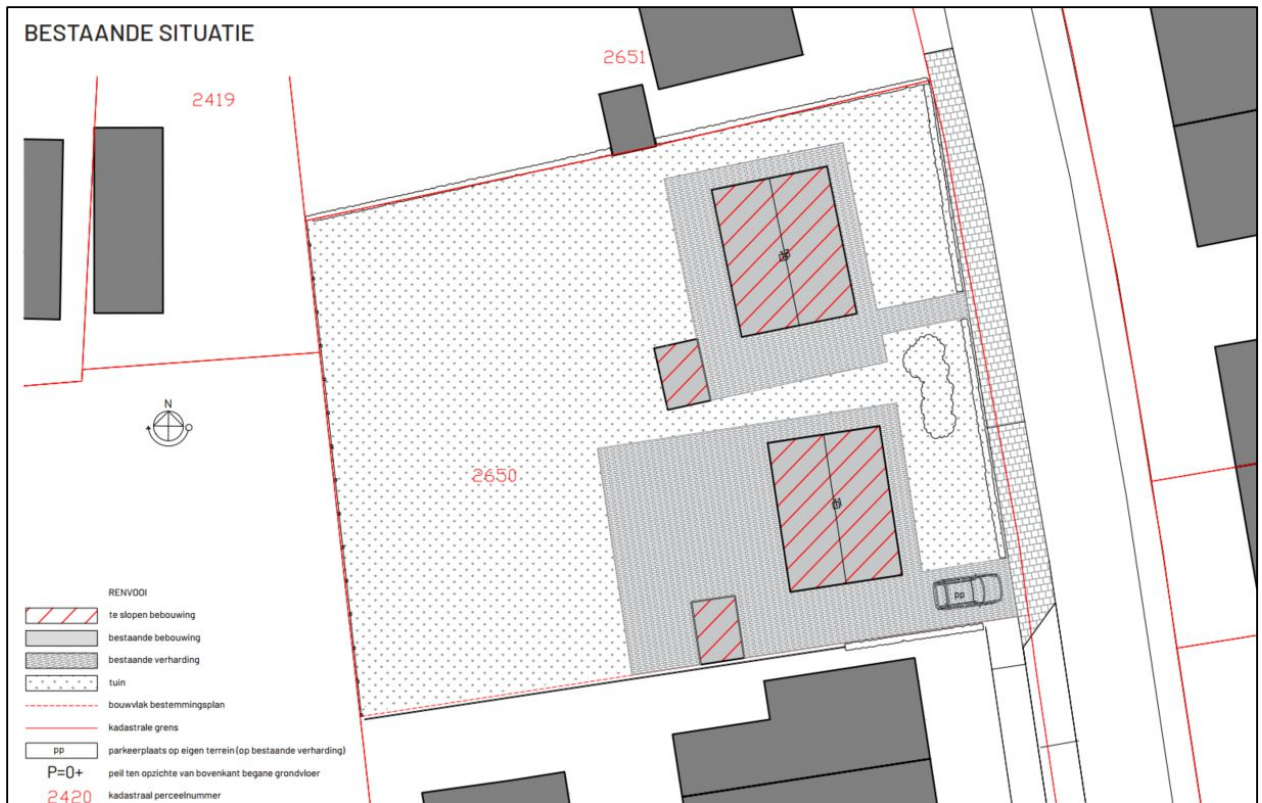 BESTAANDE SITUATIE
2651
2419
N
2650
pp
RENVOOI
te slopen bebouwing
bestaande bebouwing
bestaande verharding
tuin
bouwvlak bestemmingsplan
kadastrale grens
pp parkeerplaats op eigen terrein (op bestaande verharding)
P=0+ peil ten opzichte van bovenkant begane grondvloer
2420 kadastraal perceelnummer